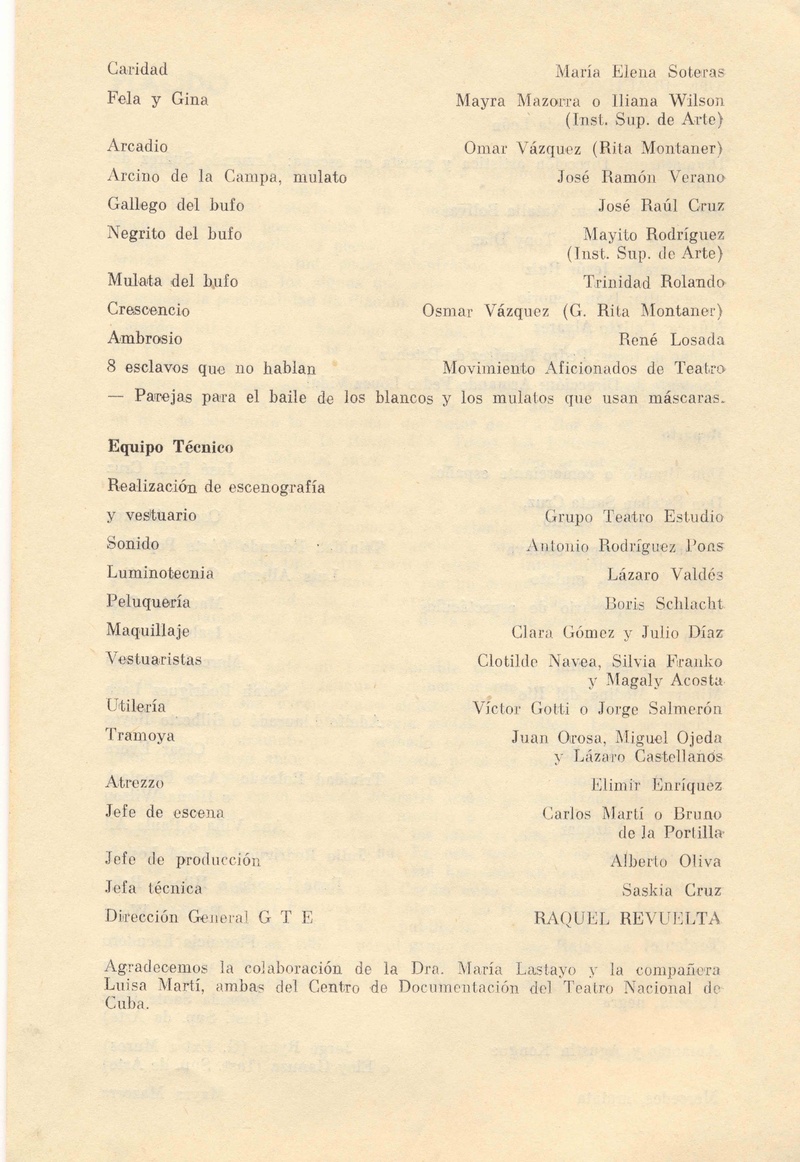 Caridad María Elena Soteras
Fela y Gina Mayra Mazorra o Iliana Wilson
(Inst. Sup. de Arte)
Arcadio Omar Vázquez (Rita Montaner)
Arcino de la Campa, mulato José Ramón Verano
Gallego del bufo José Raúl Cruz
Negrito del bufo Mayito Rodríguez
(Inst. Sup. de Arte)
Mulata del bufo Trinidad Rolando
Crescencio Osmar Vázquez (G. Rita Montaner)
Ambrosio René Losada
8 esclavos que no hablan Movimiento Aficionados de Teatro
— Parejas para el baile de los blancos y los mulatos que usan máscaras.
Equipo Técnico
Realización de escenografía
y vestuario Grupo Teatro Estudio
Sonido Antonio Rodríguez Pons
Luminotecnia Lázaro Valdés
Peluquería Boris Schlacht
Maquillaje Clara Gómez y Julio Díaz
Vestuaristas Clotilde Navea, Silvia Franko
y Magaly Acosta
Utilería Víctor Gotti o Jorge Salmerón
Tramoya Juan Orosa, Miguel Ojeda
y Lázaro Castellanos
Atrezzo Elimir Enríquez
Jefe de escena Carlos Martí o Bruno
de la Portilla
Jefe de producción Alberto Oliva
Jefa técnica Saskia Cruz
Dirección General G T E RAQUEL REVUELTA
Agradecemos la colaboración de la Dra. María Lastayo y la compañera
Luisa Martí, ambas del Centro de Documentación del Teatro Nacional de
Cuba.